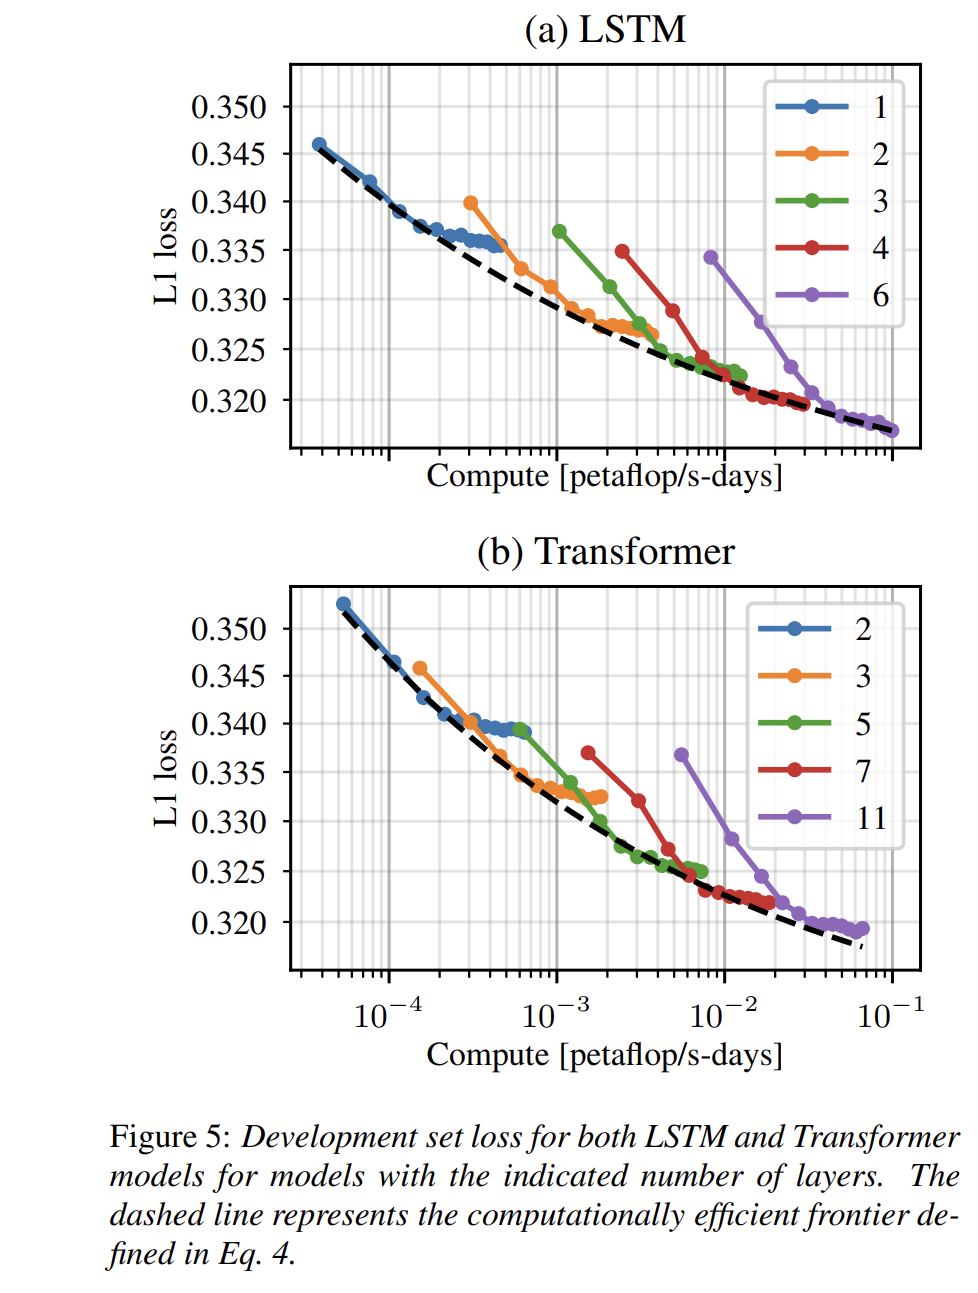 (a) LSTM
0.350
0.345
0.340
0.335
0.330
0.325
0.320
L1 loss
1
2
3
4
6
Compute [petaflop/s-days]
(b) Transformer
0.350
0.345
0.340
0.335
0.330
0.325
0.320
L1 loss
2
3
5
7
11
10⁻⁴ 10⁻³ 10⁻² 10⁻¹
Compute [petaflop/s-days]
Figure 5: Development set loss for both LSTM and Transformer
models for models with the indicated number of layers. The
dashed line represents the computationally efficient frontier de-
fined in Eq. 4.